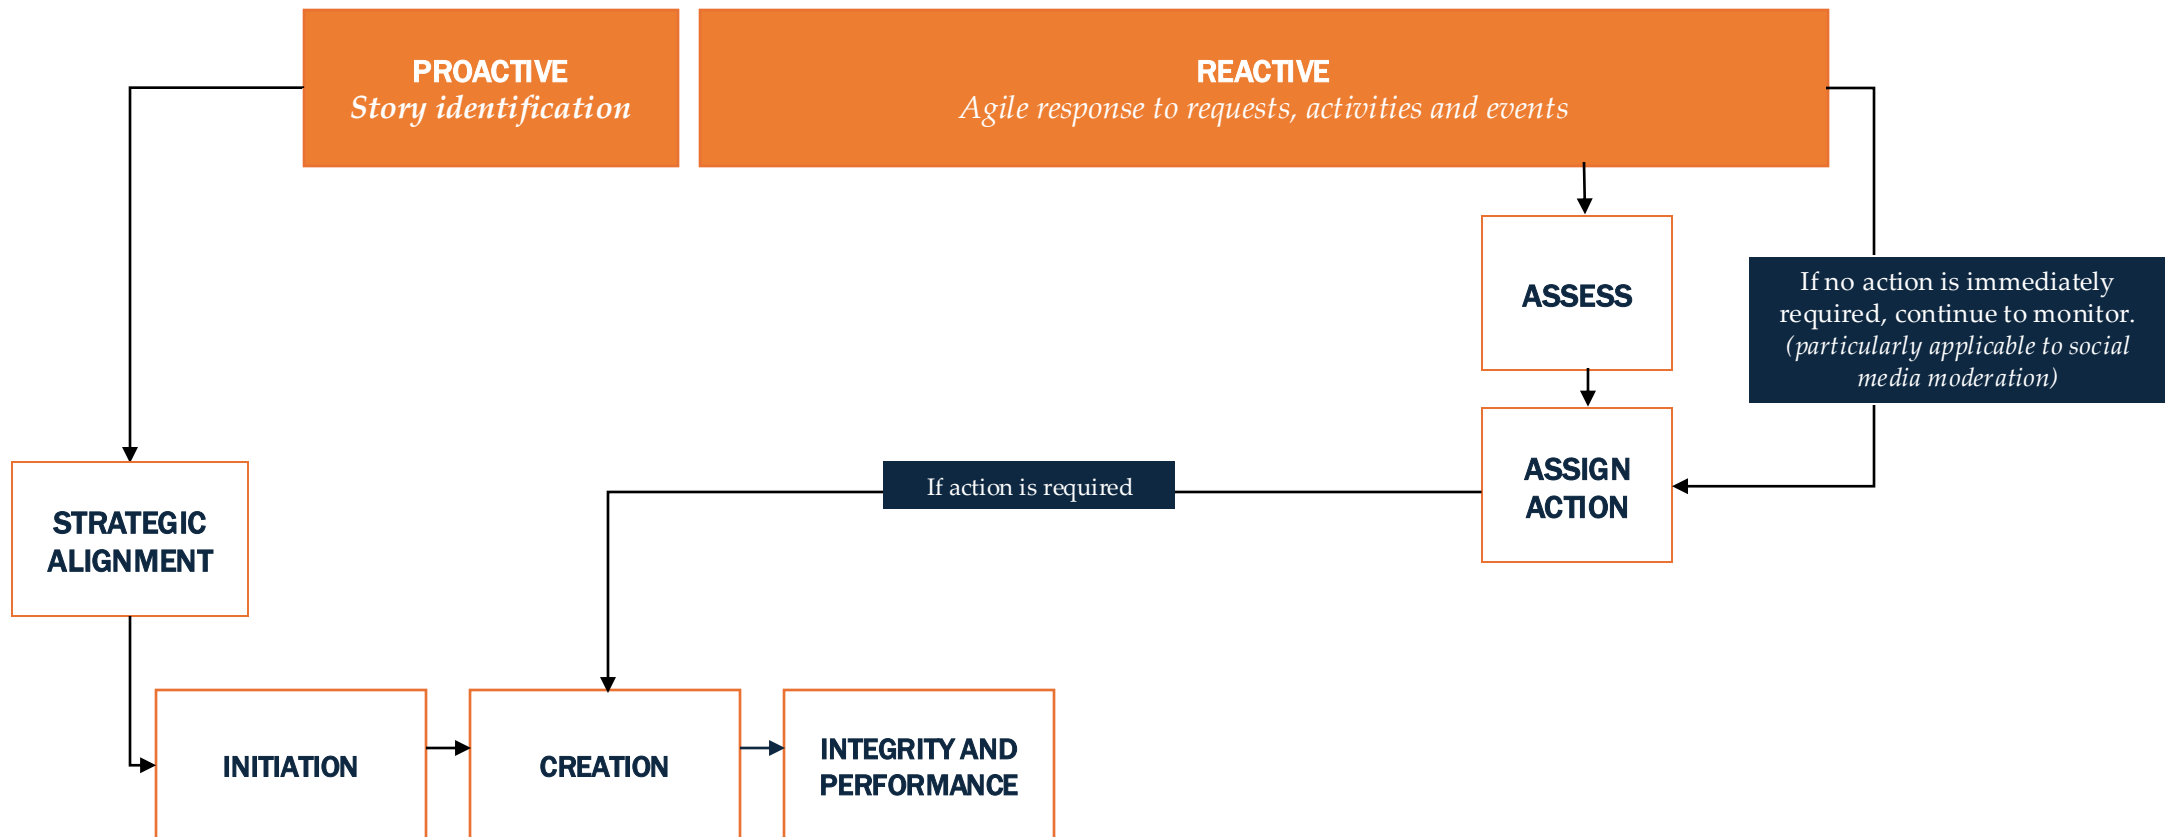 PROACTIVE
Story identification
REACTIVE
Agile response to requests, activities and events
ASSESS
If no action is immediately
required, continue to monitor.
(particularly applicable to social
media moderation)
ASSIGN
ACTION
If action is required
STRATEGIC
ALIGNMENT
INITIATION
CREATION
INTEGRITY AND
PERFORMANCE